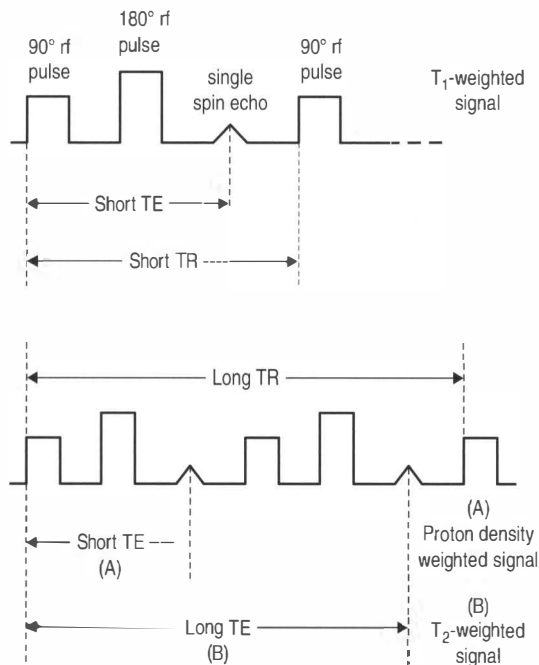 180° rf
pulse
90° rf
pulse
single
spin echo
90° rf
pulse
T₁-weighted
signal
Short TE
Short TR
Long TR
Short TE
(A)
(A)
Proton density
weighted signal
Long TE
(B)
(B)
T₂-weighted
signal